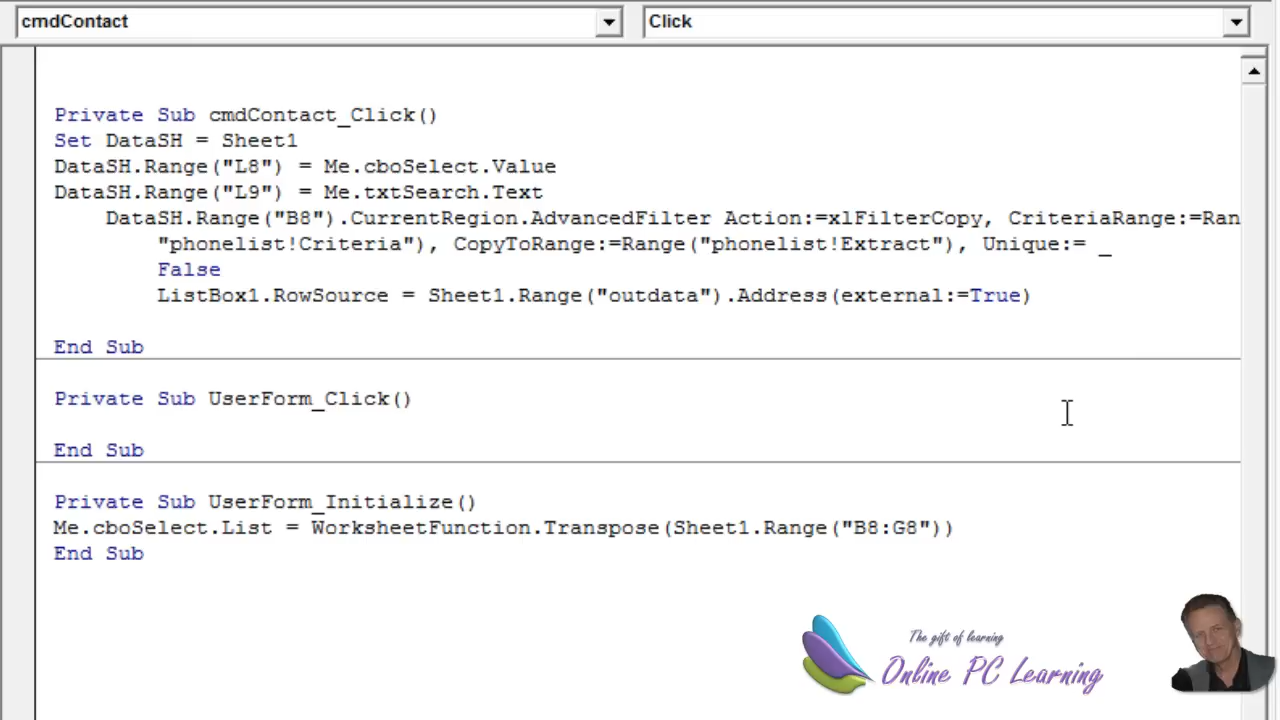 cmdContact
Click
Private Sub cmdContact_Click()
Set DataSH = Sheet1
DataSH.Range("L8") = Me.cboSelect.Value
DataSH.Range("L9") = Me.txtSearch.Text
DataSH.Range("B8").CurrentRegion.AdvancedFilter Action:=xlFilterCopy, CriteriaRange:=Ran
"phonelist!Criteria"), CopyToRange:=Range("phonelist!Extract"), Unique:= _
False
ListBox1.RowSource = Sheet1.Range("outdata").Address(external:=True)
End Sub
Private Sub UserForm_Click()
End Sub
Private Sub UserForm_Initialize()
Me.cboSelect.List = WorksheetFunction.Transpose(Sheet1.Range("B8:G8"))
End Sub
The gift of learning
Online PC Learning